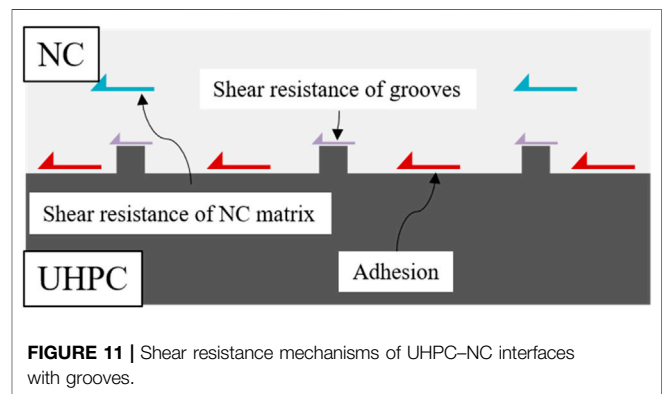 NC
Shear resistance of grooves
Shear resistance of NC matrix
Adhesion
UHPC
FIGURE 11 | Shear resistance mechanisms of UHPC–NC interfaces
with grooves.